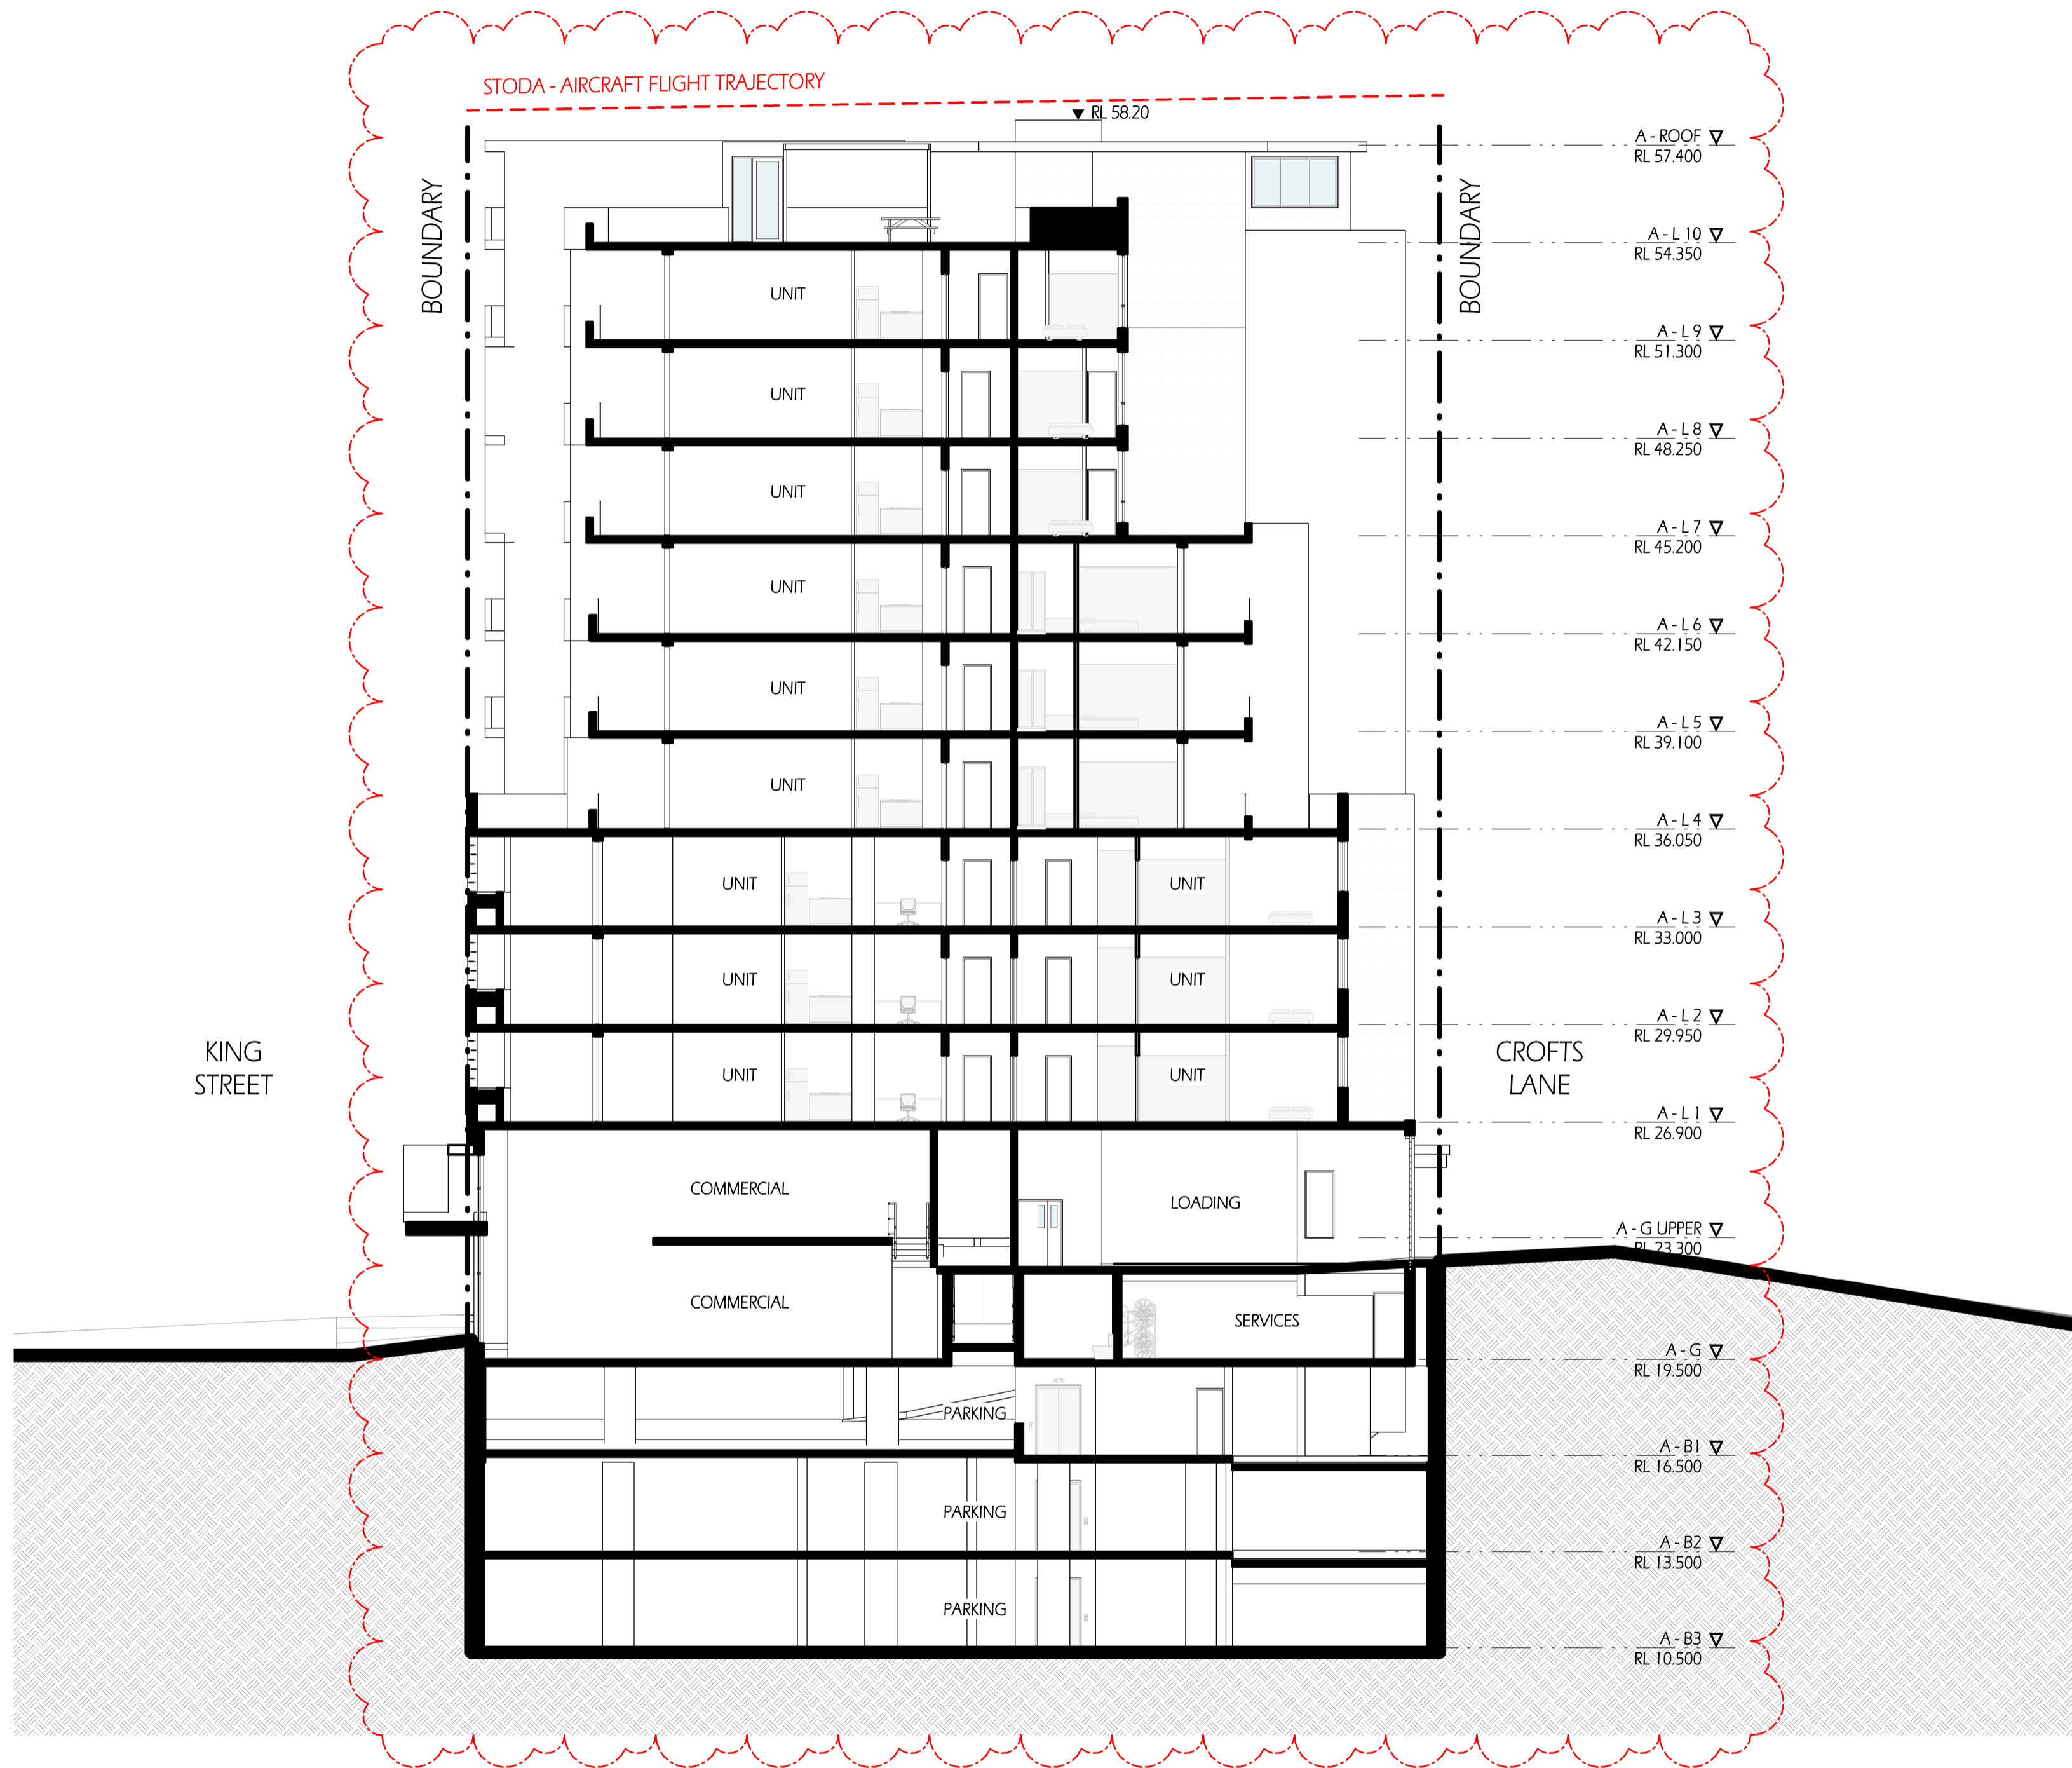 STODA - AIRCRAFT FLIGHT TRAJECTORY
RL 58.20
A - ROOF
RL 57.400
BOUNDARY
BOUNDARY
A - L 10
RL 54.350
UNIT
A - L 9
RL 51.300
UNIT
A - L 8
RL 48.250
UNIT
A - L 7
RL 45.200
UNIT
A - L 6
RL 42.150
UNIT
A - L 5
RL 39.100
UNIT
A - L 4
RL 36.050
UNIT
UNIT
A - L 3
RL 33.000
UNIT
UNIT
A - L 2
RL 29.950
KING
STREET
CROFTS
LANE
UNIT
UNIT
A - L 1
RL 26.900
COMMERCIAL
LOADING
A - G UPPER
RL 23.300
COMMERCIAL
SERVICES
A - G
RL 19.500
PARKING
A - B1
RL 16.500
PARKING
A - B2
RL 13.500
PARKING
A - B3
RL 10.500